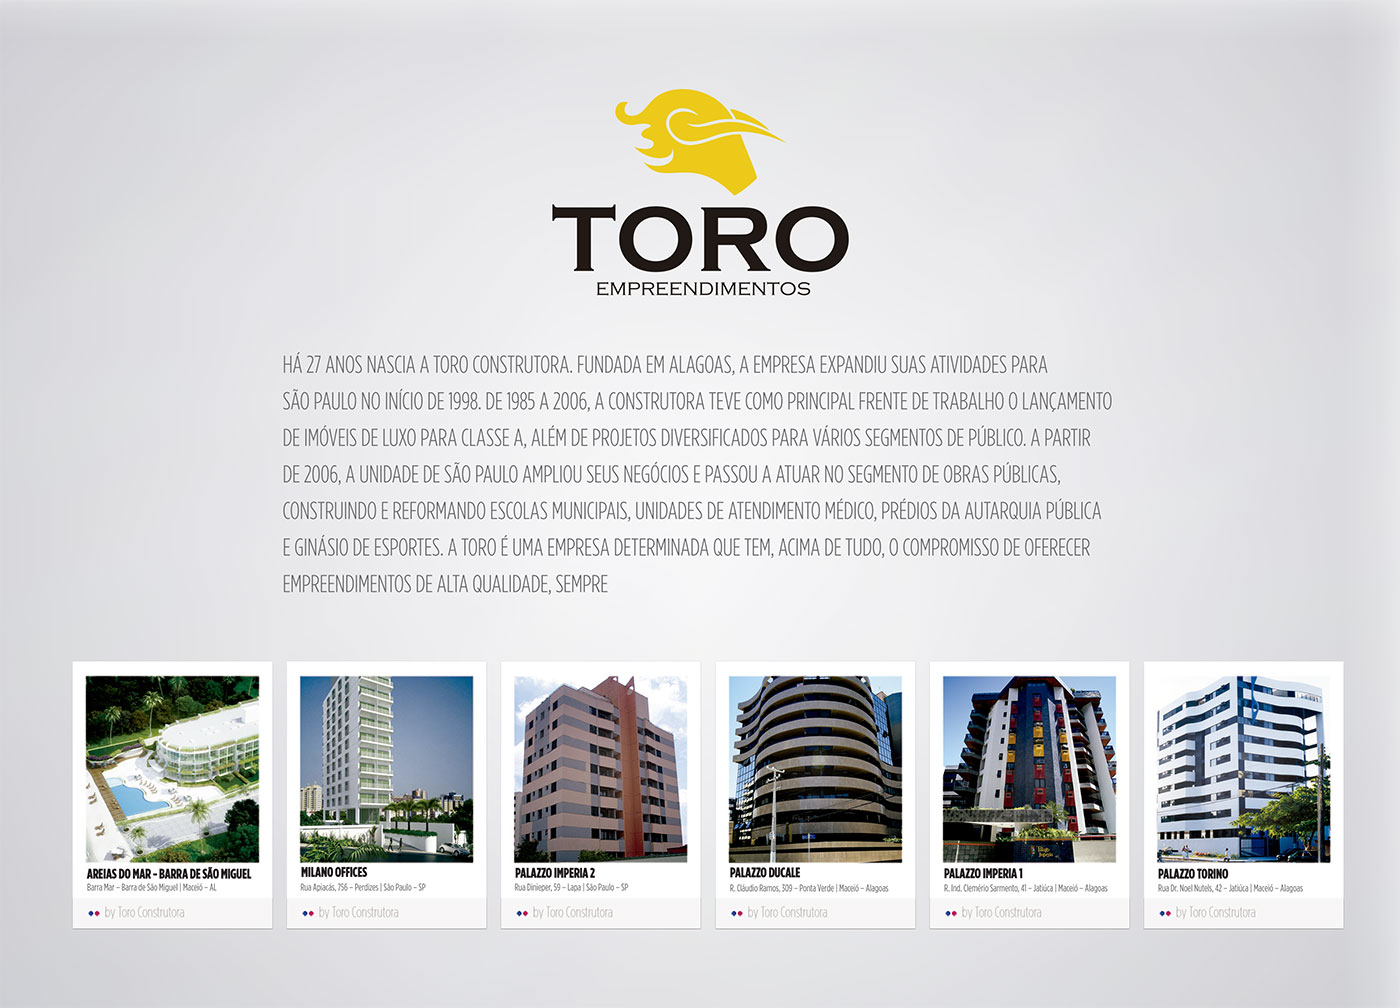 TORO
EMPREENDIMENTOS
HÁ 27 ANOS NASCIA A TORO CONSTRUTORA. FUNDADA EM ALAGOAS, A EMPRESA EXPANDIU SUAS ATIVIDADES PARA
SÃO PAULO NO INÍCIO DE 1998. DE 1985 A 2006, A CONSTRUTORA TEVE COMO PRINCIPAL FRENTE DE TRABALHO O LANÇAMENTO
DE IMÓVEIS DE LUXO PARA CLASSE A, ALÉM DE PROJETOS DIVERSIFICADOS PARA VÁRIOS SEGMENTOS DE PÚBLICO. A PARTIR
DE 2006, A UNIDADE DE SÃO PAULO AMPLIOU SEUS NEGÓCIOS E PASSOU A ATUAR NO SEGMENTO DE OBRAS PÚBLICAS,
CONSTRUINDO E REFORMANDO ESCOLAS MUNICIPAIS, UNIDADES DE ATENDIMENTO MÉDICO, PRÉDIOS DA AUTARQUIA PÚBLICA
E GINÁSIO DE ESPORTES. A TORO É UMA EMPRESA DETERMINADA QUE TEM, ACIMA DE TUDO, O COMPROMISSO DE OFERECER
EMPREENDIMENTOS DE ALTA QUALIDADE, SEMPRE
AREIAS DO MAR – BARRA DE SÃO MIGUEL
Barra Mar – Barra de São Miguel | Maceió – AL
by Toro Construtora
MILANO OFFICES
Rua Apiacás, 756 – Perdizes | São Paulo – SP
by Toro Construtora
PALAZZO IMPERIA 2
Rua Dinieper, 59 – Lapa | São Paulo – SP
by Toro Construtora
PALAZZO DUCALE
R. Cláudio Ramos, 309 – Ponta Verde | Maceió – Alagoas
by Toro Construtora
PALAZZO IMPERIA 1
R. Ind. Clemério Sarmento, 41 – Jatiúca | Maceió – Alagoas
by Toro Construtora
PALAZZO TORINO
Rua Dr. Noel Nutels, 42 – Jatiúca | Maceió – Alagoas
by Toro Construtora